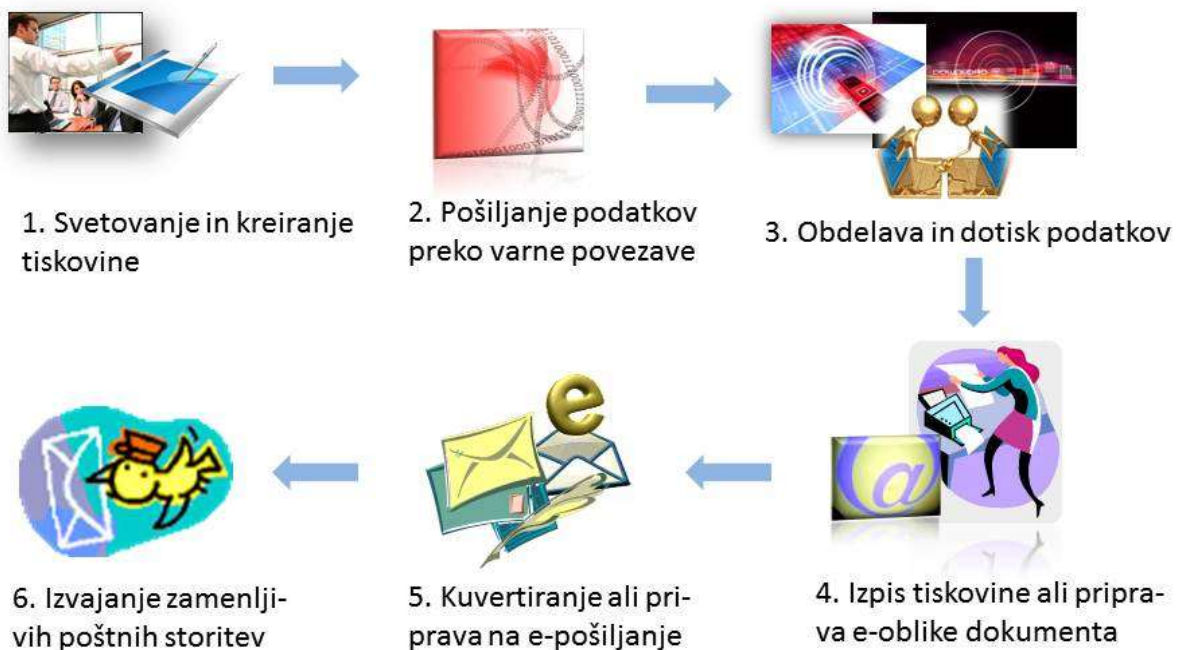 1. Svetovanje in kreiranje
tiskovine
2. Pošiljanje podatkov
preko varne povezave
3. Obdelava in dotisk podatkov
4. Izpis tiskovine ali pripra-
va e-oblike dokumenta
5. Kuvertiranje ali pri-
prava na e-pošiljanje
6. Izvajanje zamenlji-
vih poštnih storitev